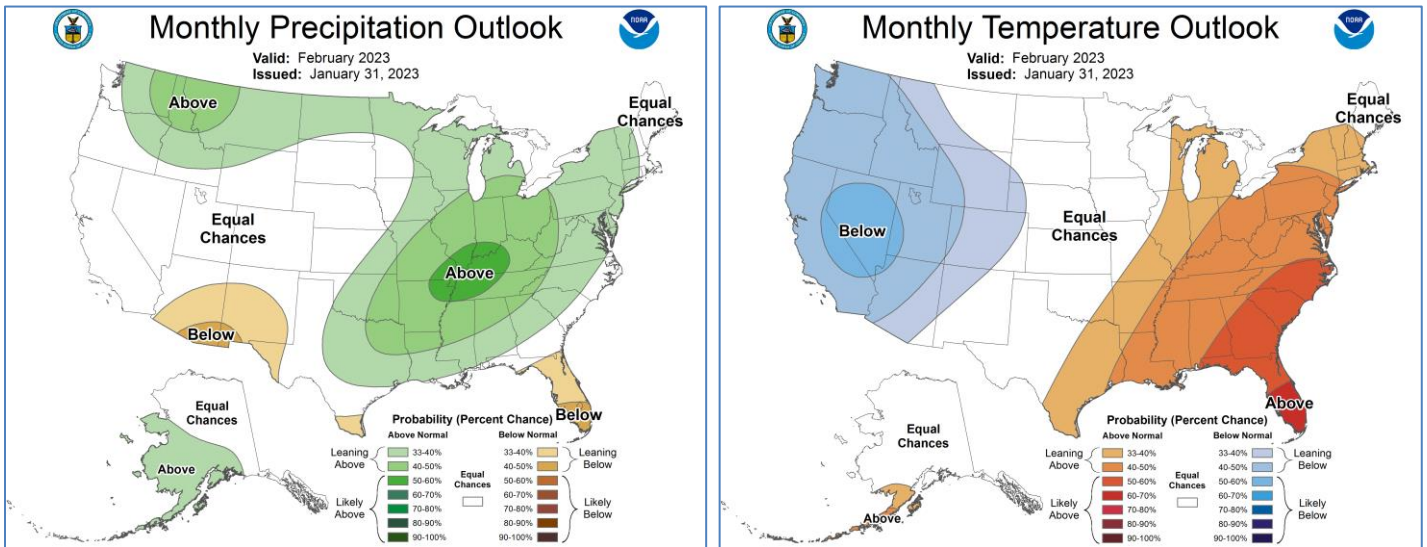 Monthly Precipitation Outlook
NOAA
Valid: February 2023
Issued: January 31, 2023
Above
Equal
Chances
Equal
Chances
Above
Below
Below
Equal
Chances
Above
Probability (Percent Chance)
Above Normal
Below Normal
Leaning
Above
33-40%
40-50%
50-60%
60-70%
70-80%
80-90%
90-100%
Likely
Above
Equal
Chances
33-40%
40-50%
50-60%
60-70%
70-80%
80-90%
90-100%
Leaning
Below
Likely
Below
Monthly Temperature Outlook
NOAA
Valid: February 2023
Issued: January 31, 2023
Equal
Chances
Below
Equal
Chances
Above
Equal
Chances
Above
Probability (Percent Chance)
Above Normal
Below Normal
Leaning
Above
33-40%
40-50%
50-60%
60-70%
70-80%
80-90%
90-100%
Likely
Above
Equal
Chances
33-40%
40-50%
50-60%
60-70%
70-80%
80-90%
90-100%
Leaning
Below
Likely
Below